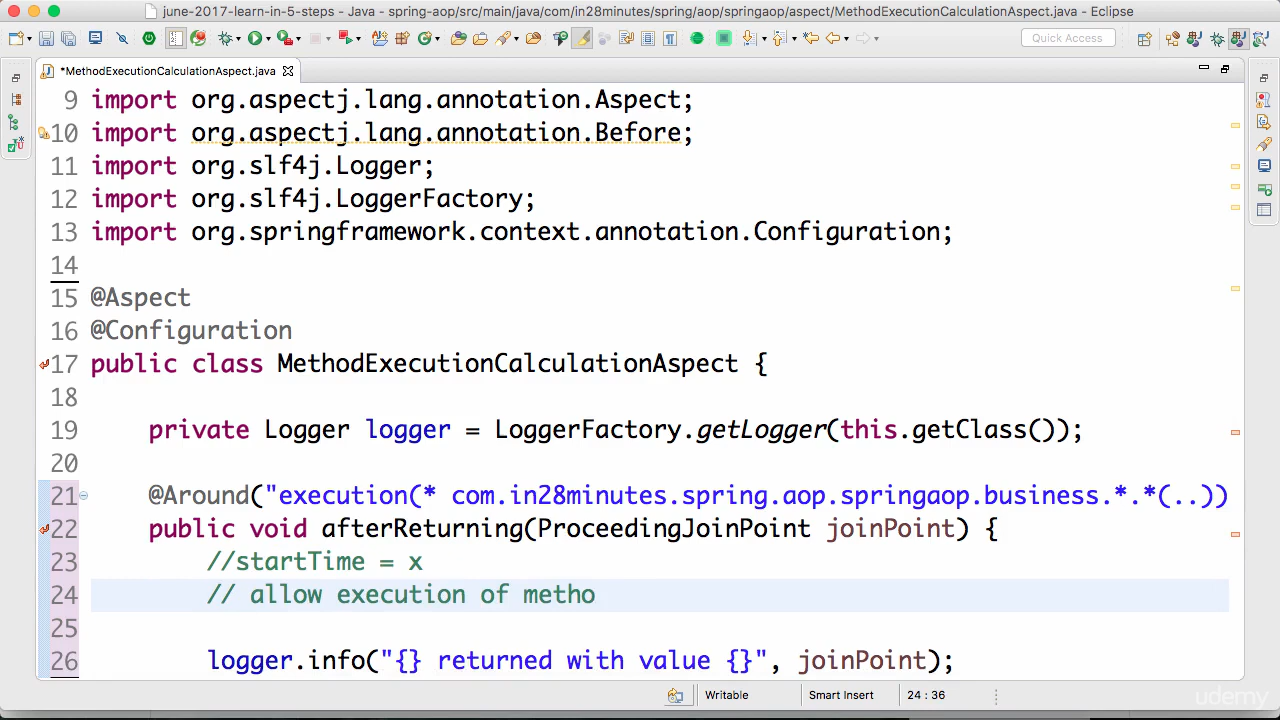 june-2017-learn-in-5-steps - Java - spring-aop/src/main/java/com/in28minutes/spring/aop/springaop/aspect/MethodExecutionCalculationAspect.java - Eclipse
Quick Access
*MethodExecutionCalculationAspect.java
9 import org.aspectj.lang.annotation.Aspect;
10 import org.aspectj.lang.annotation.Before;
11 import org.slf4j.Logger;
12 import org.slf4j.LoggerFactory;
13 import org.springframework.context.annotation.Configuration;
14
15 @Aspect
16 @Configuration
17 public class MethodExecutionCalculationAspect {
18
19 private Logger logger = LoggerFactory.getLogger(this.getClass());
20
21 @Around("execution(* com.in28minutes.spring.aop.springaop.business.*.*(..))
22 public void afterReturning(ProceedingJoinPoint joinPoint) {
23 //startTime = x
24 // allow execution of metho
25
26 logger.info("{} returned with value {}", joinPoint);
Writable Smart Insert 24 : 36
udemy